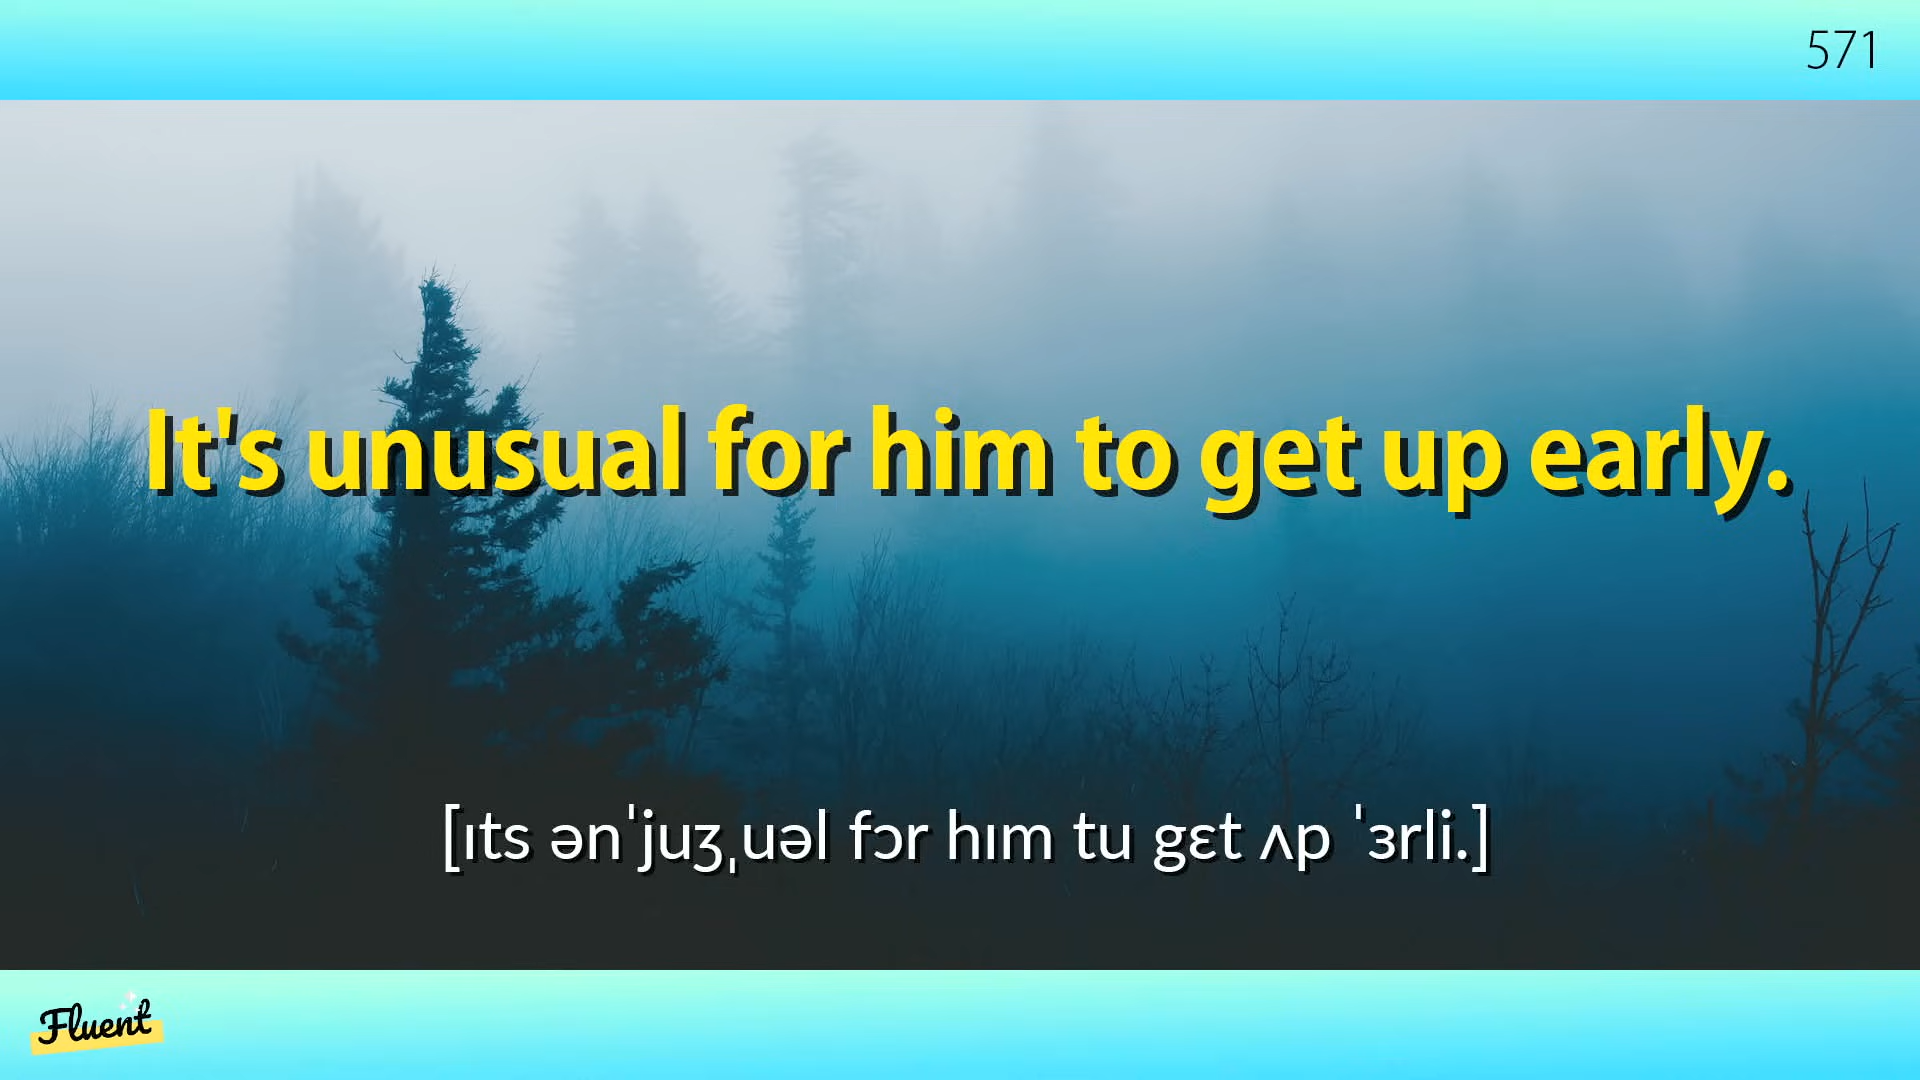 571
It's unusual for him to get up early.
[ɪts ənˈjuʒˌuəl fɔr hɪm tu gɛt ʌp ˈɜrli.]
Fluent